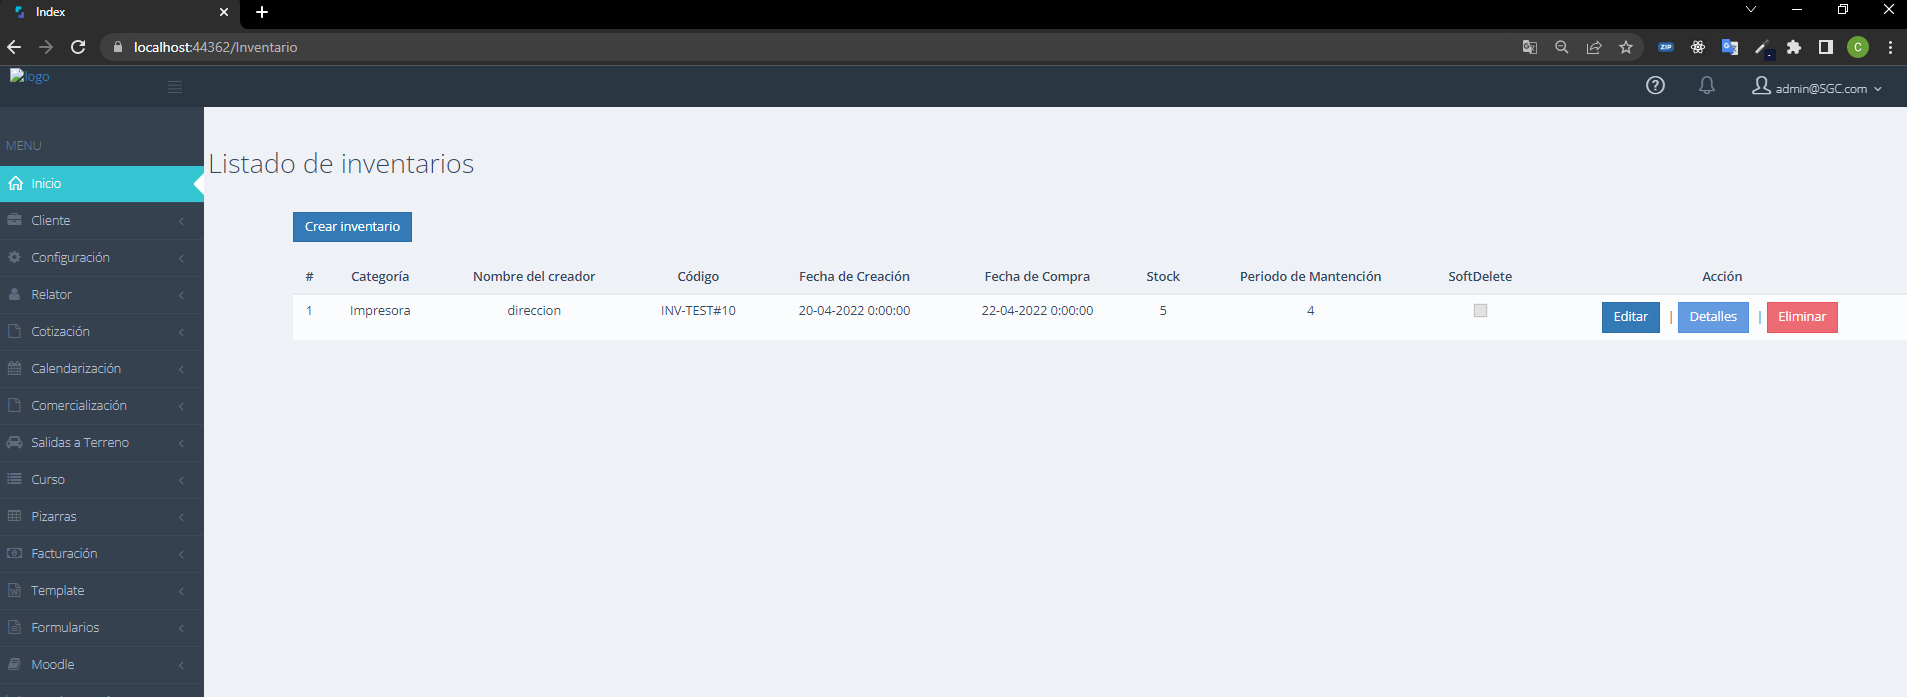 Index
localhost:44362/Inventario
ZIP
C
logo
admin@SGC.com
MENU
Inicio
Cliente
Configuración
Relator
Cotización
Calendarización
Comercialización
Salidas a Terreno
Curso
Pizarras
Facturación
Template
Formularios
Moodle
Listado de inventarios
Crear inventario
# Categoría Nombre del creador Código Fecha de Creación Fecha de Compra Stock Periodo de Mantención SoftDelete Acción
1 Impresora direccion INV-TEST#10 20-04-2022 0:00:00 22-04-2022 0:00:00 5 4 Editar | Detalles | Eliminar